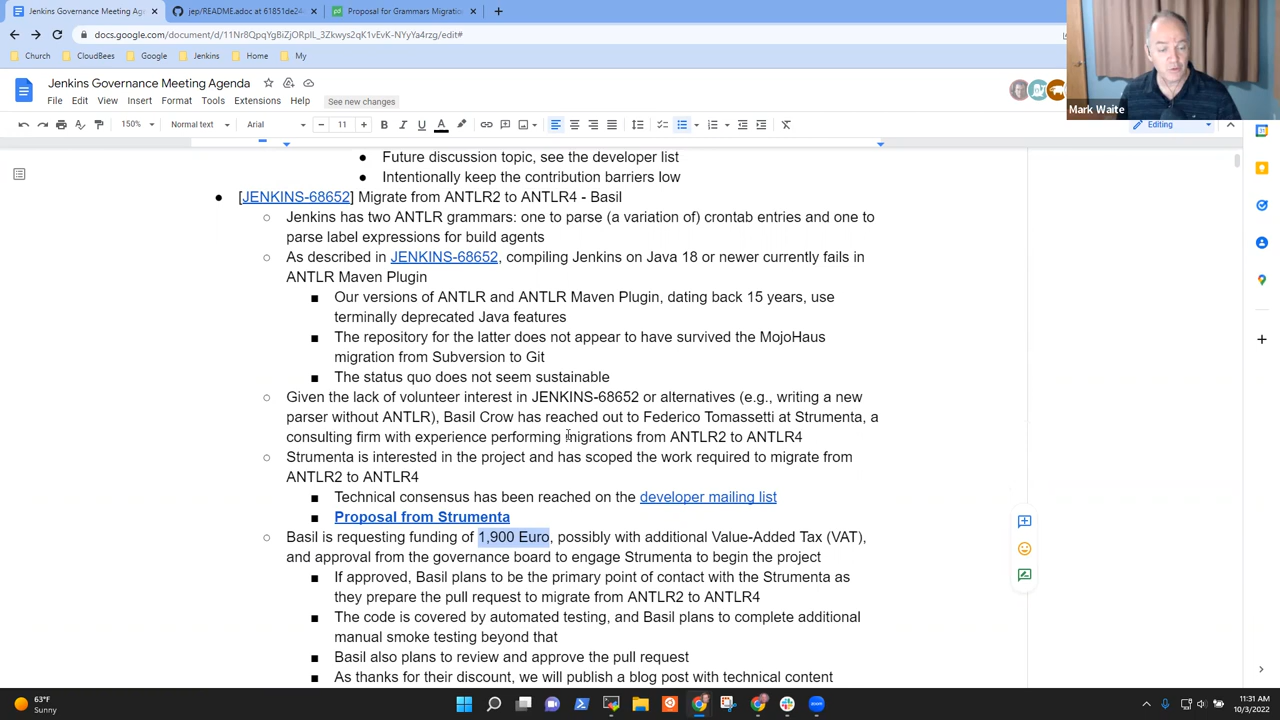 Jenkins Governance Meeting Agenda
jep/README.adoc at 61851de24
Proposal for Grammars Migratio
docs.google.com/document/d/11Nr8QpqYgBiZjORpIL_3Zkwys2qK1vEvK-NYyYa4rzg/edit#
Church CloudBees Google Jenkins Home My
Jenkins Governance Meeting Agenda
File Edit View Insert Format Tools Extensions Help See new changes
150% Normal text Arial 11 Editing
Mark Waite
Future discussion topic, see the developer list
Intentionally keep the contribution barriers low
[JENKINS-68652] Migrate from ANTLR2 to ANTLR4 - Basil
Jenkins has two ANTLR grammars: one to parse (a variation of) crontab entries and one to
parse label expressions for build agents
As described in JENKINS-68652, compiling Jenkins on Java 18 or newer currently fails in
ANTLR Maven Plugin
Our versions of ANTLR and ANTLR Maven Plugin, dating back 15 years, use
terminally deprecated Java features
The repository for the latter does not appear to have survived the MojoHaus
migration from Subversion to Git
The status quo does not seem sustainable
Given the lack of volunteer interest in JENKINS-68652 or alternatives (e.g., writing a new
parser without ANTLR), Basil Crow has reached out to Federico Tomassetti at Strumenta, a
consulting firm with experience performing migrations from ANTLR2 to ANTLR4
Strumenta is interested in the project and has scoped the work required to migrate from
ANTLR2 to ANTLR4
Technical consensus has been reached on the developer mailing list
Proposal from Strumenta
Basil is requesting funding of 1,900 Euro, possibly with additional Value-Added Tax (VAT),
and approval from the governance board to engage Strumenta to begin the project
If approved, Basil plans to be the primary point of contact with the Strumenta as
they prepare the pull request to migrate from ANTLR2 to ANTLR4
The code is covered by automated testing, and Basil plans to complete additional
manual smoke testing beyond that
Basil also plans to review and approve the pull request
As thanks for their discount, we will publish a blog post with technical content
63°F
Sunny
11:31 AM
10/3/2022